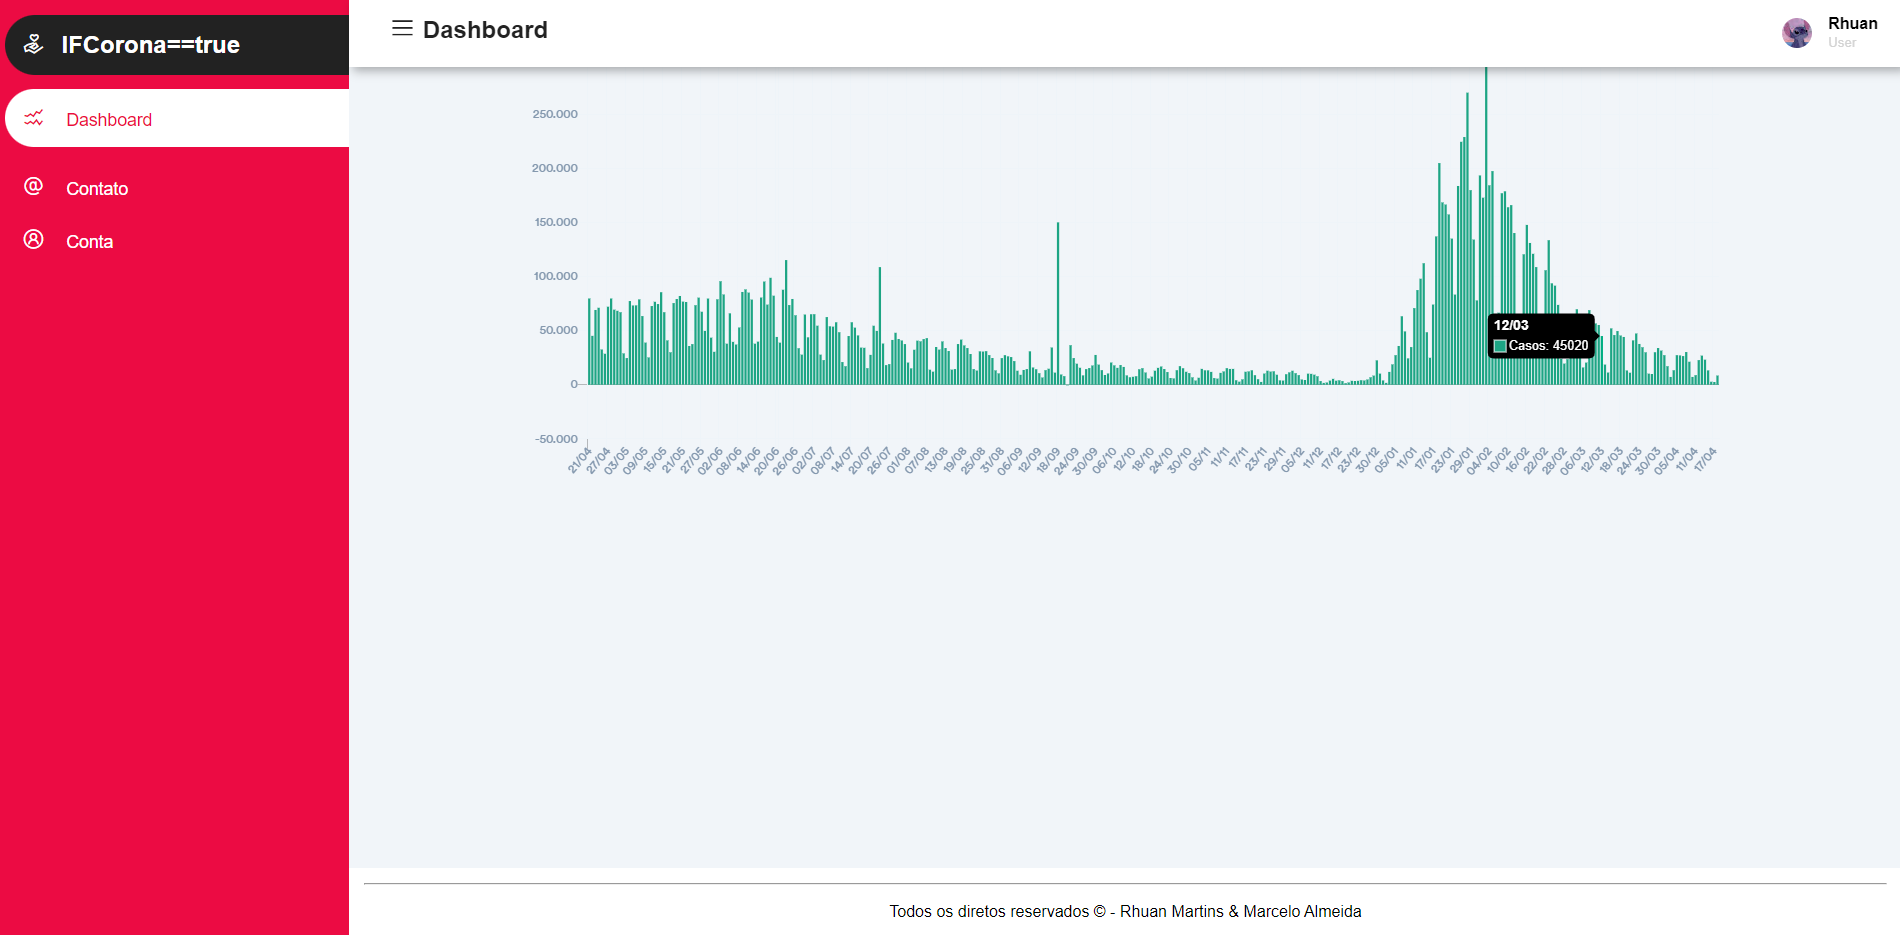 IFCorona==true
Dashboard
Contato
Conta
Dashboard
Rhuan
User
250.000
200.000
150.000
100.000
50.000
0
-50.000
12/03
Casos: 45020
21/04 27/04 03/05 09/05 15/05 21/05 27/05 02/06 08/06 14/06 20/06 26/06 02/07 08/07 14/07 20/07 26/07 01/08 07/08 13/08 19/08 25/08 31/08 06/09 12/09 18/09 24/09 30/09 06/10 12/10 18/10 24/10 30/10 05/11 11/11 17/11 23/11 29/11 05/12 11/12 17/12 23/12 30/12 05/01 11/01 17/01 23/01 29/01 04/02 10/02 16/02 22/02 28/02 06/03 12/03 18/03 24/03 30/03 05/04 11/04 17/04
Todos os diretos reservados © - Rhuan Martins & Marcelo Almeida